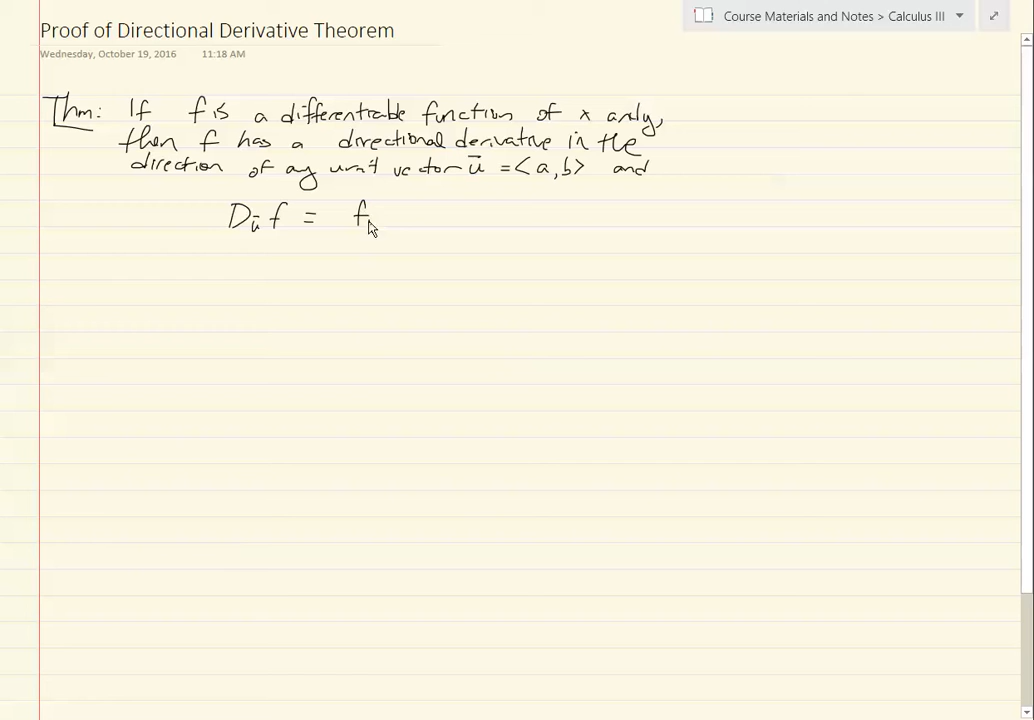 Course Materials and Notes > Calculus III
Proof of Directional Derivative Theorem
Wednesday, October 19, 2016 11:18 AM
Thm: If f is a differentiable function of x and y,
then f has a directional derivative in the
direction of any unit vector u⃗ = <a, b> and
D_u⃗ f = f